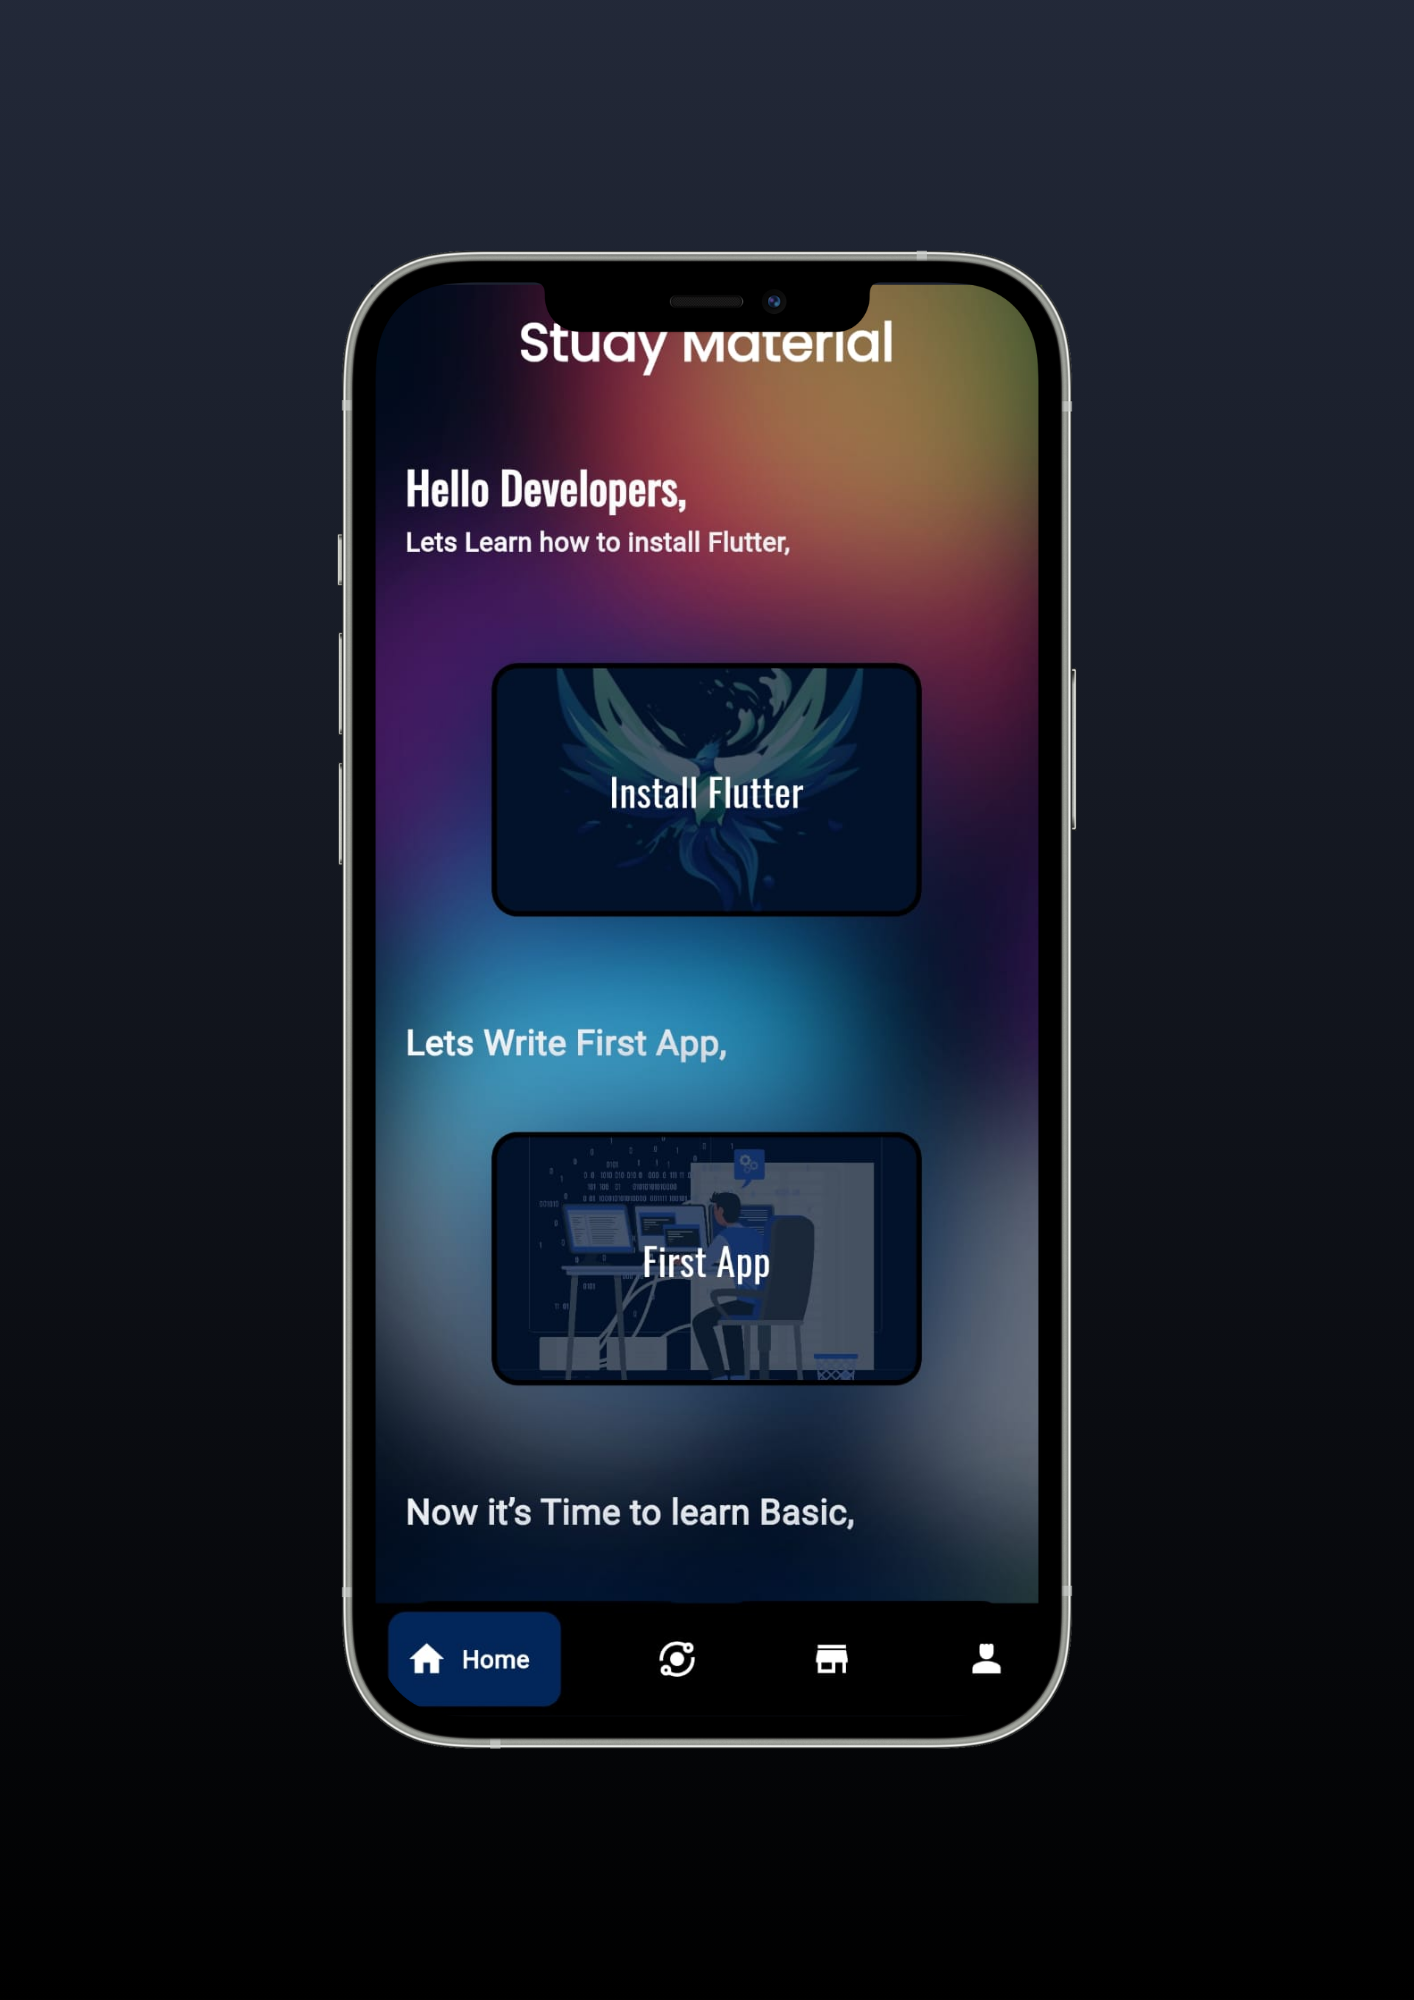 Study Material
Hello Developers,
Lets Learn how to install Flutter,
Install Flutter
Lets Write First App,
First App
Now it’s Time to learn Basic,
Home